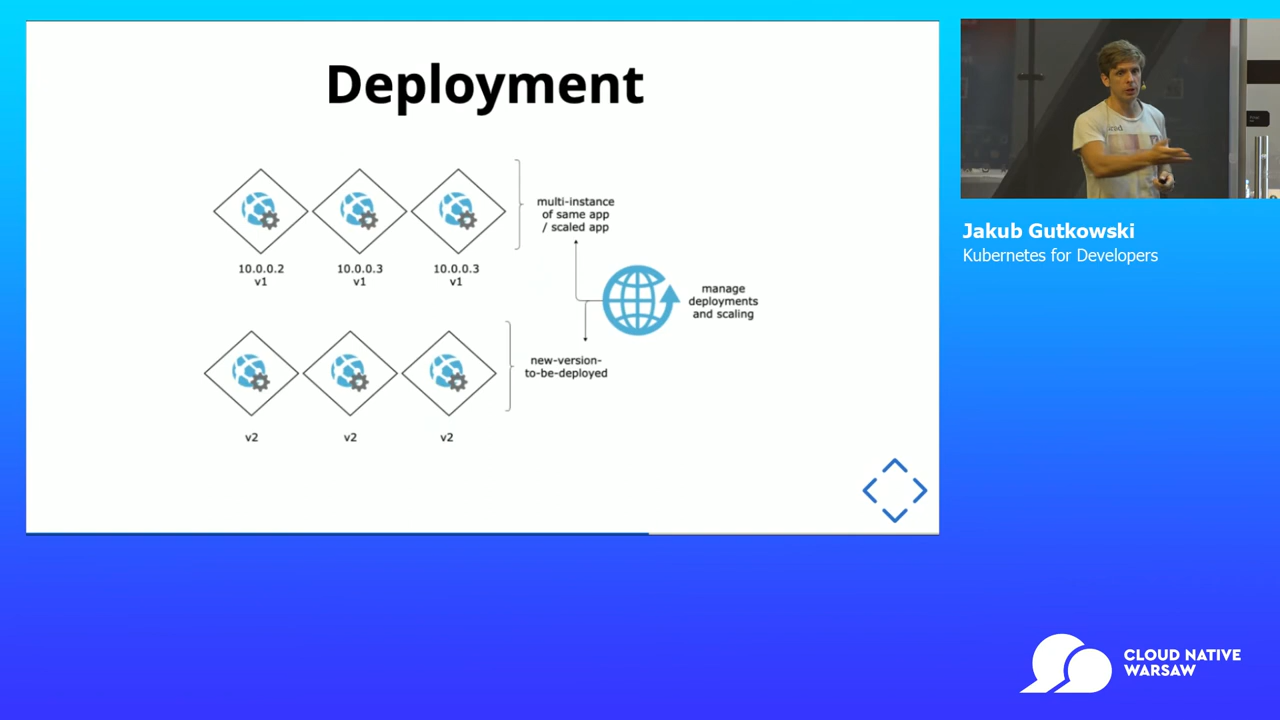 Deployment
multi-instance
of same app
/ scaled app
10.0.0.2
v1
10.0.0.3
v1
10.0.0.3
v1
manage
deployments
and scaling
new-version-
to-be-deployed
v2
v2
v2
Jakub Gutkowski
Kubernetes for Developers
CLOUD NATIVE
WARSAW